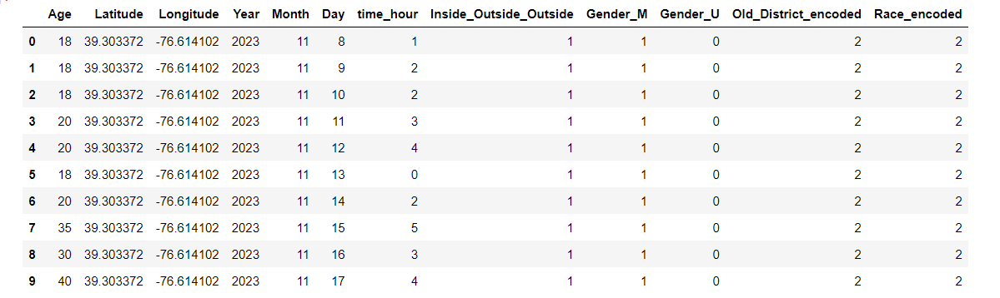 Age Latitude Longitude Year Month Day time_hour Inside_Outside_Outside Gender_M Gender_U Old_District_encoded Race_encoded
0 18 39.303372 -76.614102 2023 11 8 1 1 1 0 2 2
1 18 39.303372 -76.614102 2023 11 9 2 1 1 0 2 2
2 18 39.303372 -76.614102 2023 11 10 2 1 1 0 2 2
3 20 39.303372 -76.614102 2023 11 11 3 1 1 0 2 2
4 20 39.303372 -76.614102 2023 11 12 4 1 1 0 2 2
5 18 39.303372 -76.614102 2023 11 13 0 1 1 0 2 2
6 20 39.303372 -76.614102 2023 11 14 2 1 1 0 2 2
7 35 39.303372 -76.614102 2023 11 15 5 1 1 0 2 2
8 30 39.303372 -76.614102 2023 11 16 3 1 1 0 2 2
9 40 39.303372 -76.614102 2023 11 17 4 1 1 0 2 2